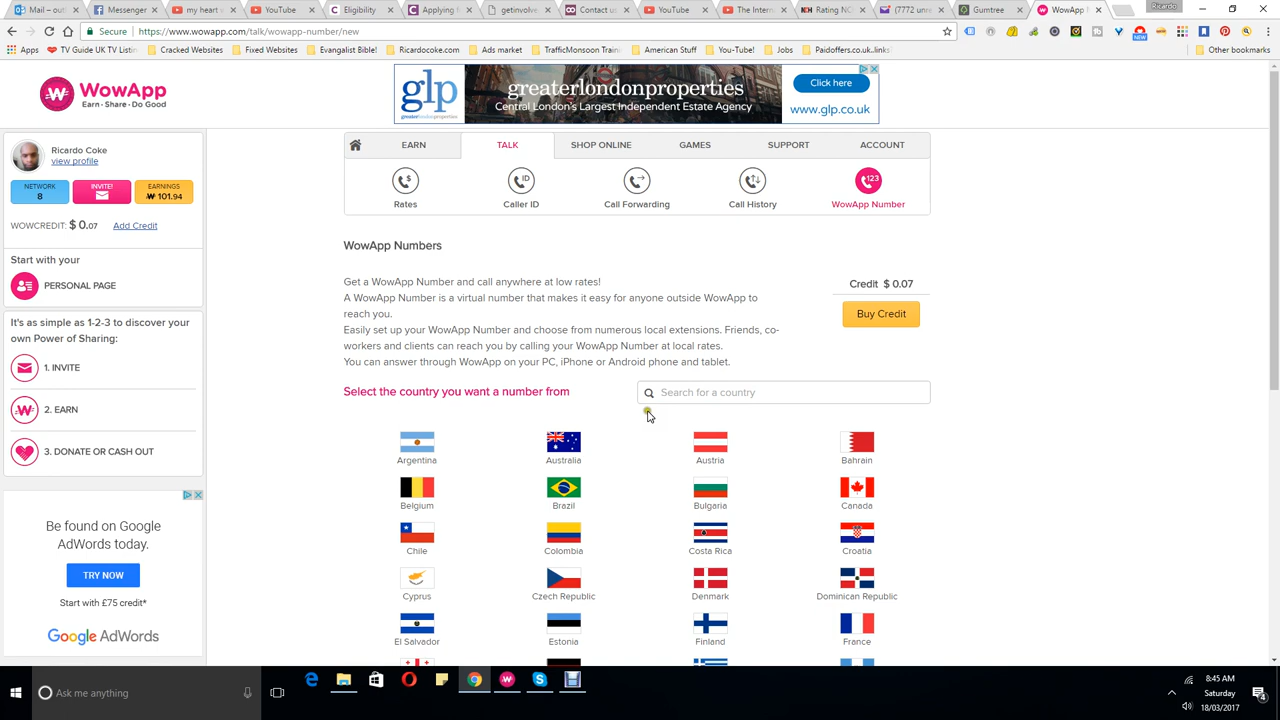 Mail – out
Messenger
my heart
YouTube
Eligibility
Applying
getinvolve
Contact us
YouTube
The Intern
Rating NC
(7772 unre
Gumtree
WowApp
Ricardo
Secure
https://www.wowapp.com/talk/wowapp-number/new
Apps
TV Guide UK TV Listin
Cracked Websites
Fixed Websites
Evangalist Bible!
Ricardocoke.com
Ads market
TrafficMonsoon Traffi
American Stuff
You-Tube!
Jobs
Paidoffers.co.uk..links
Other bookmarks
WowApp
Earn - Share - Do Good
glp
greaterlondonproperties
greaterlondonproperties
Central London's Largest Independent Estate Agency
Click here
www.glp.co.uk
Ricardo Coke
view profile
NETWORK
8
INVITE!
EARNINGS
101.94
WOWCREDIT: $ 0.07
Add Credit
Start with your
PERSONAL PAGE
It's as simple as 1-2-3 to discover your
own Power of Sharing:
1. INVITE
2. EARN
3. DONATE OR CASH OUT
Be found on Google
AdWords today.
TRY NOW
Start with £75 credit*
Google AdWords
EARN
TALK
SHOP ONLINE
GAMES
SUPPORT
ACCOUNT
Rates
Caller ID
Call Forwarding
Call History
WowApp Number
WowApp Numbers
Get a WowApp Number and call anywhere at low rates!
A WowApp Number is a virtual number that makes it easy for anyone outside WowApp to
reach you.
Easily set up your WowApp Number and choose from numerous local extensions. Friends, co-
workers and clients can reach you by calling your WowApp Number at local rates.
You can answer through WowApp on your PC, iPhone or Android phone and tablet.
Credit $ 0.07
Buy Credit
Select the country you want a number from
Search for a country
Argentina
Australia
Austria
Bahrain
Belgium
Brazil
Bulgaria
Canada
Chile
Colombia
Costa Rica
Croatia
Cyprus
Czech Republic
Denmark
Dominican Republic
El Salvador
Estonia
Finland
France
Ask me anything
8:45 AM
Saturday
18/03/2017
4